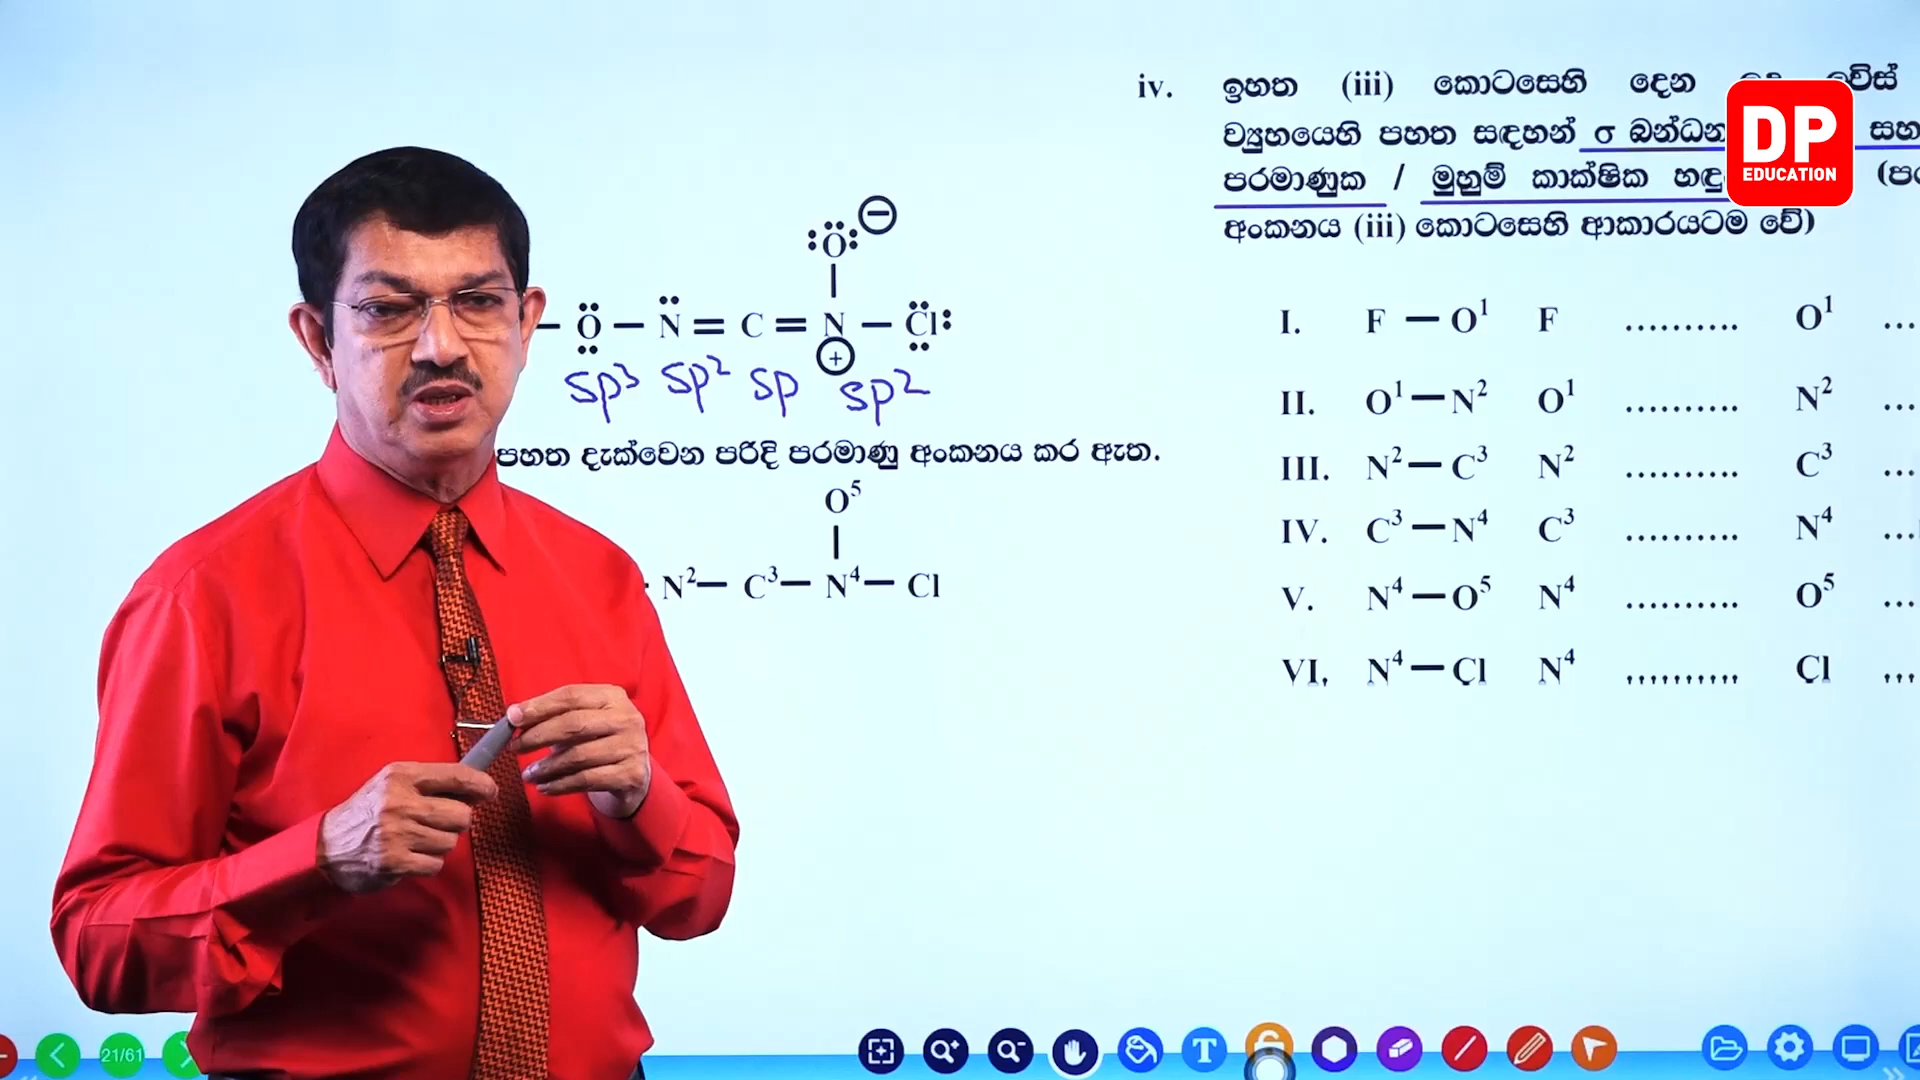 iv. ඉහත (iii) කොටසෙහි දෙන ලද ලුවිස්
ව්‍යුහයෙහි පහත සඳහන් σ බන්ධන
පරමාණුක / මුහුම් කාක්ෂික
අංකනය (iii) කොටසෙහි ආකාරයටම වේ)
DP
EDUCATION
O ⊖
— O — N = C = N — Cl
⊕
sp3 sp2 sp sp2
පහත දැක්වෙන පරිදි පරමාණු අංකනය කර ඇත.
O⁵
N²— C³— N⁴— Cl
I. F — O¹ F .......... O¹ ...
II. O¹ — N² O¹ .......... N² ...
III. N² — C³ N² .......... C³ ...
IV. C³ — N⁴ C³ .......... N⁴ ...
V. N⁴ — O⁵ N⁴ .......... O⁵ ...
VI. N⁴ — Cl N⁴ .......... Cl ...
21/61
T